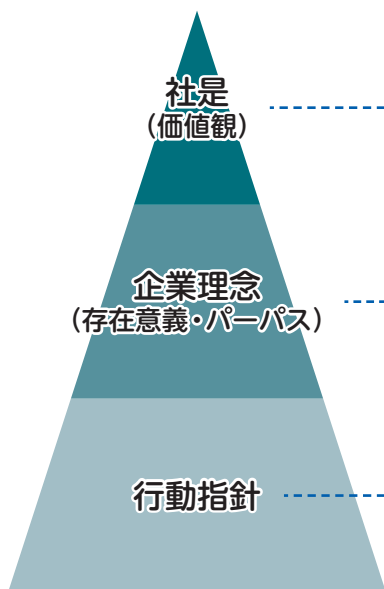 社是
（価値観）
企業理念
（存在意義・パーパス）
行動指針